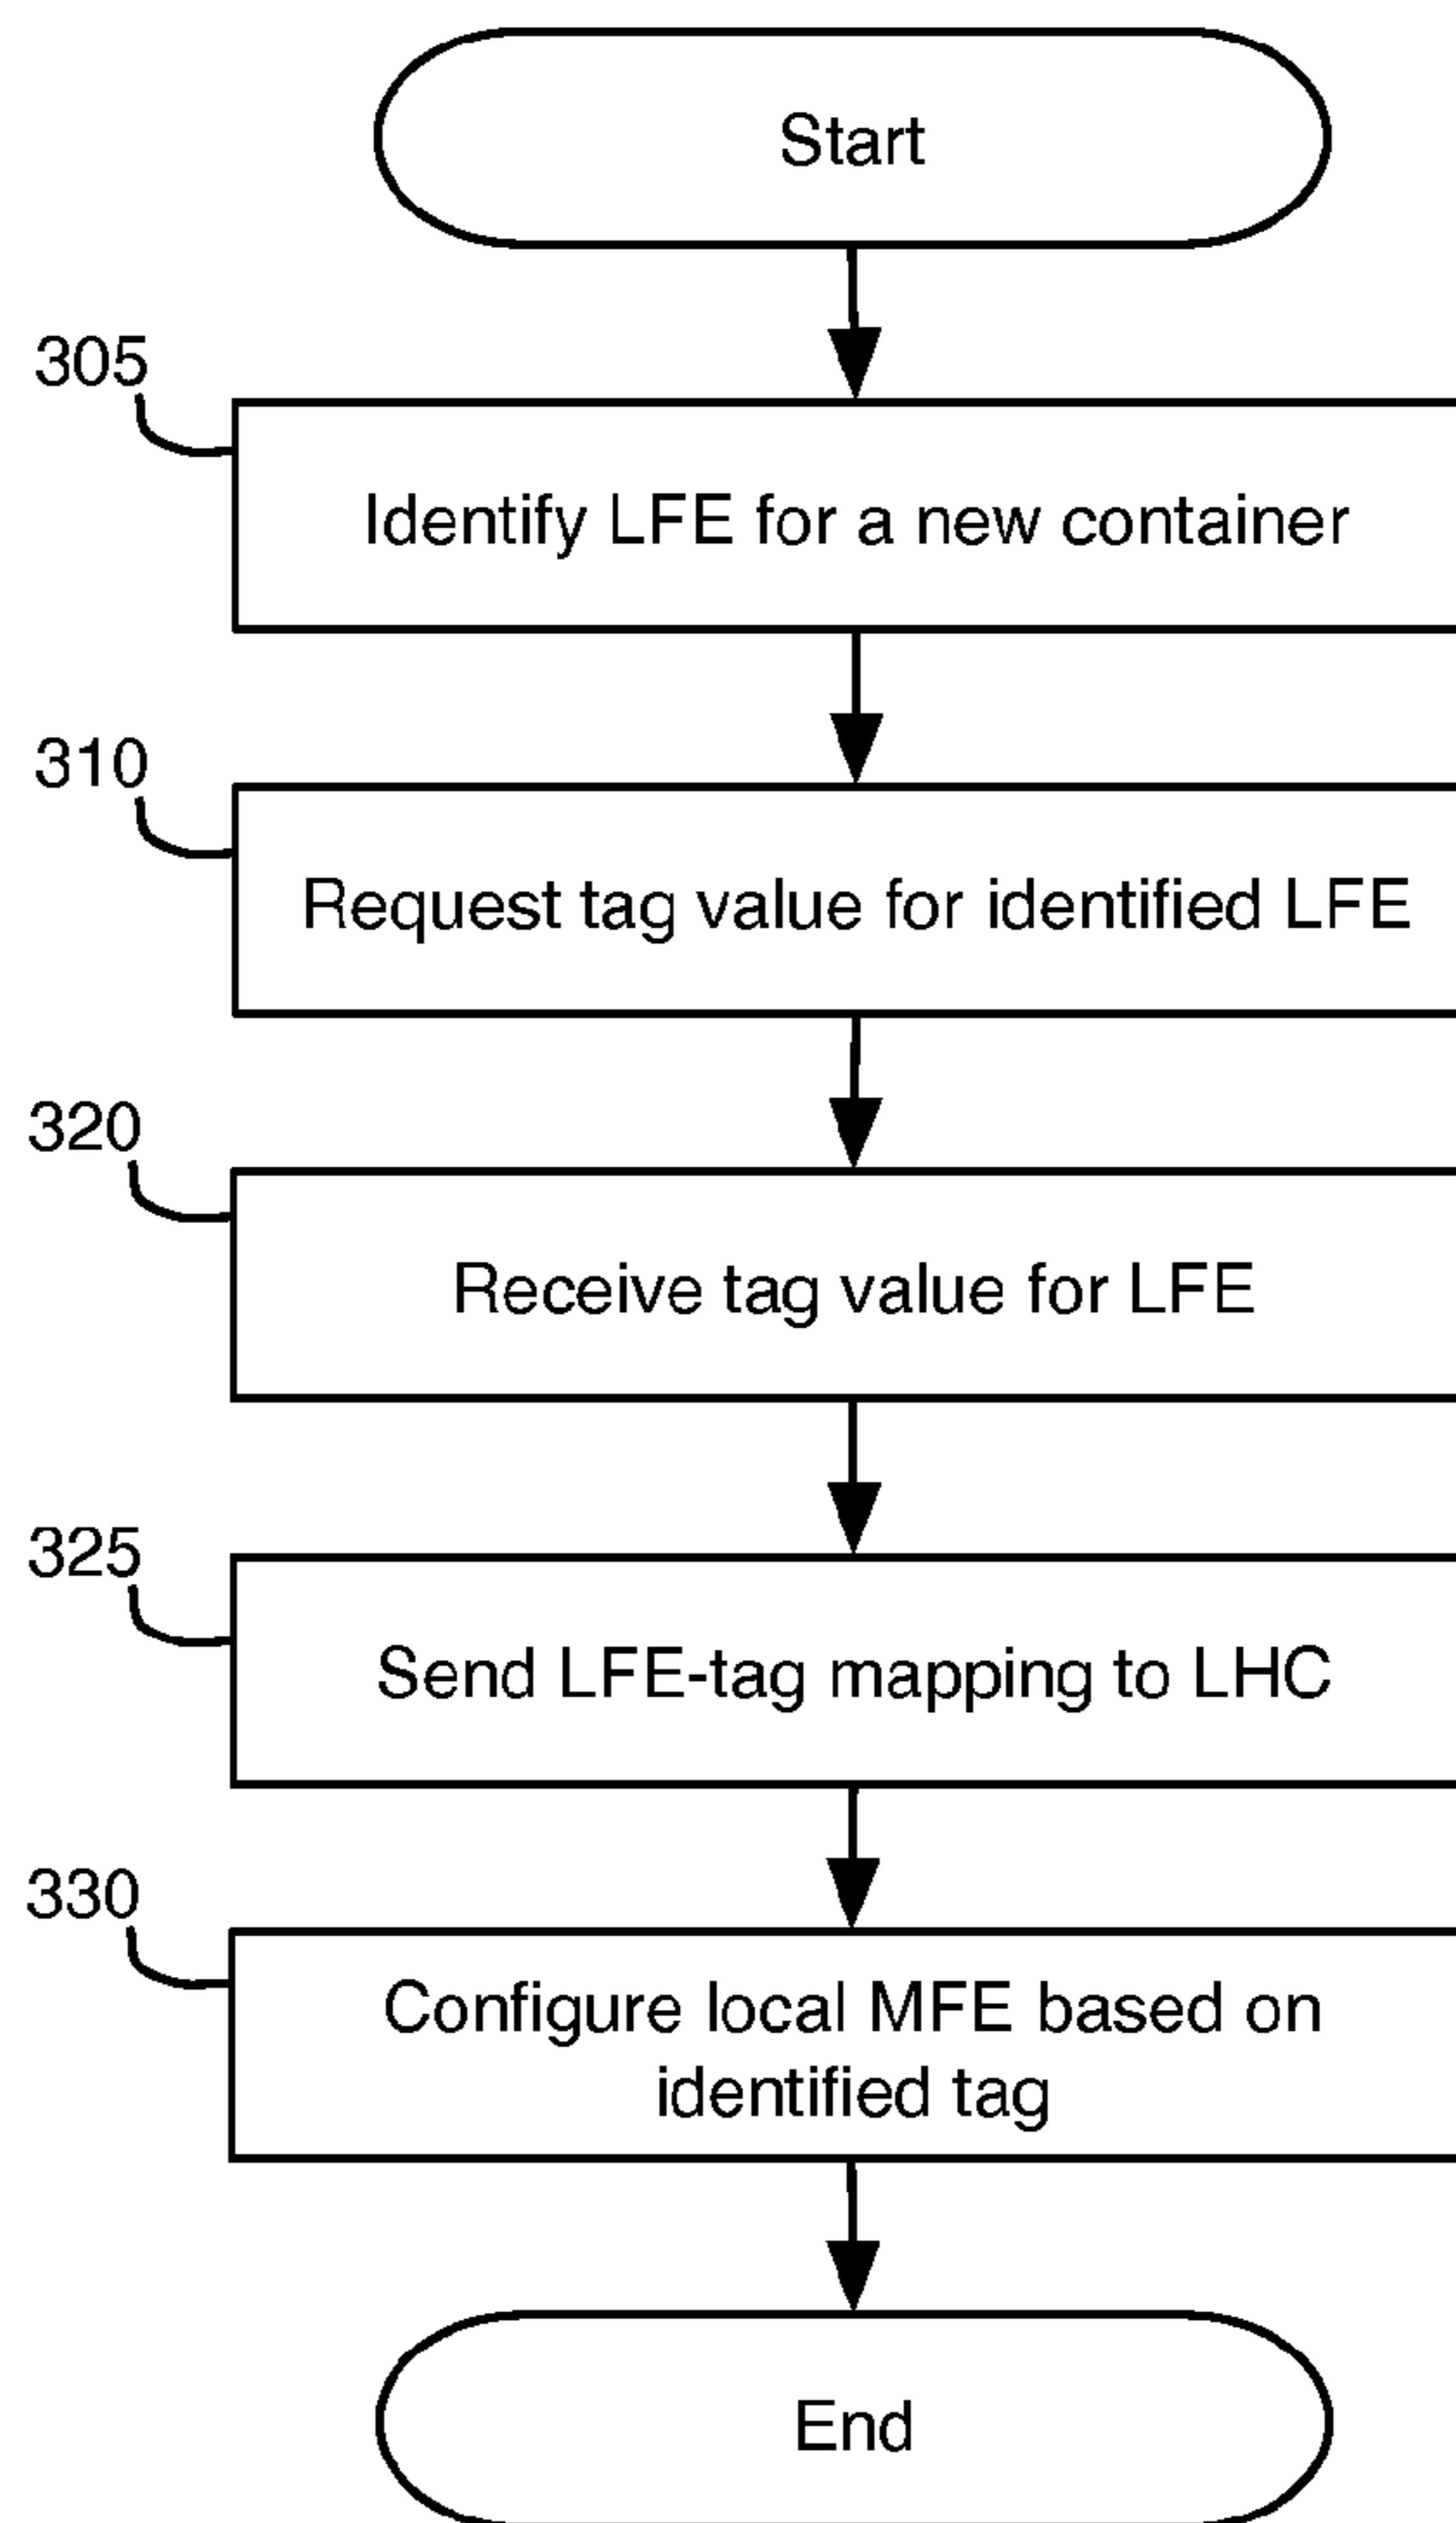 Start
305
Identify LFE for a new container
310
Request tag value for identified LFE
320
Receive tag value for LFE
325
Send LFE-tag mapping to LHC
330
Configure local MFE based on
identified tag
End